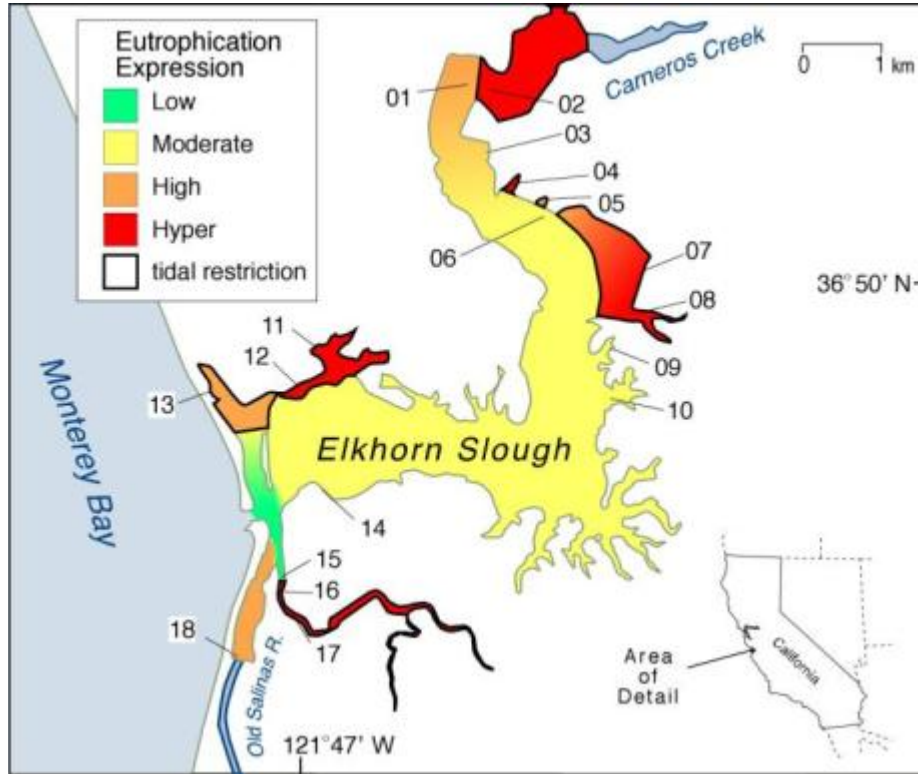 Eutrophication
Expression
Low
Moderate
High
Hyper
tidal restriction
Carneros Creek
0 1
km
01
02
03
04
05
06
07
36° 50' N
08
09
10
11
12
13
Monterey Bay
Elkhorn Slough
14
15
16
17
18
Old Salinas R.
121°47' W
California
Area
of
Detail